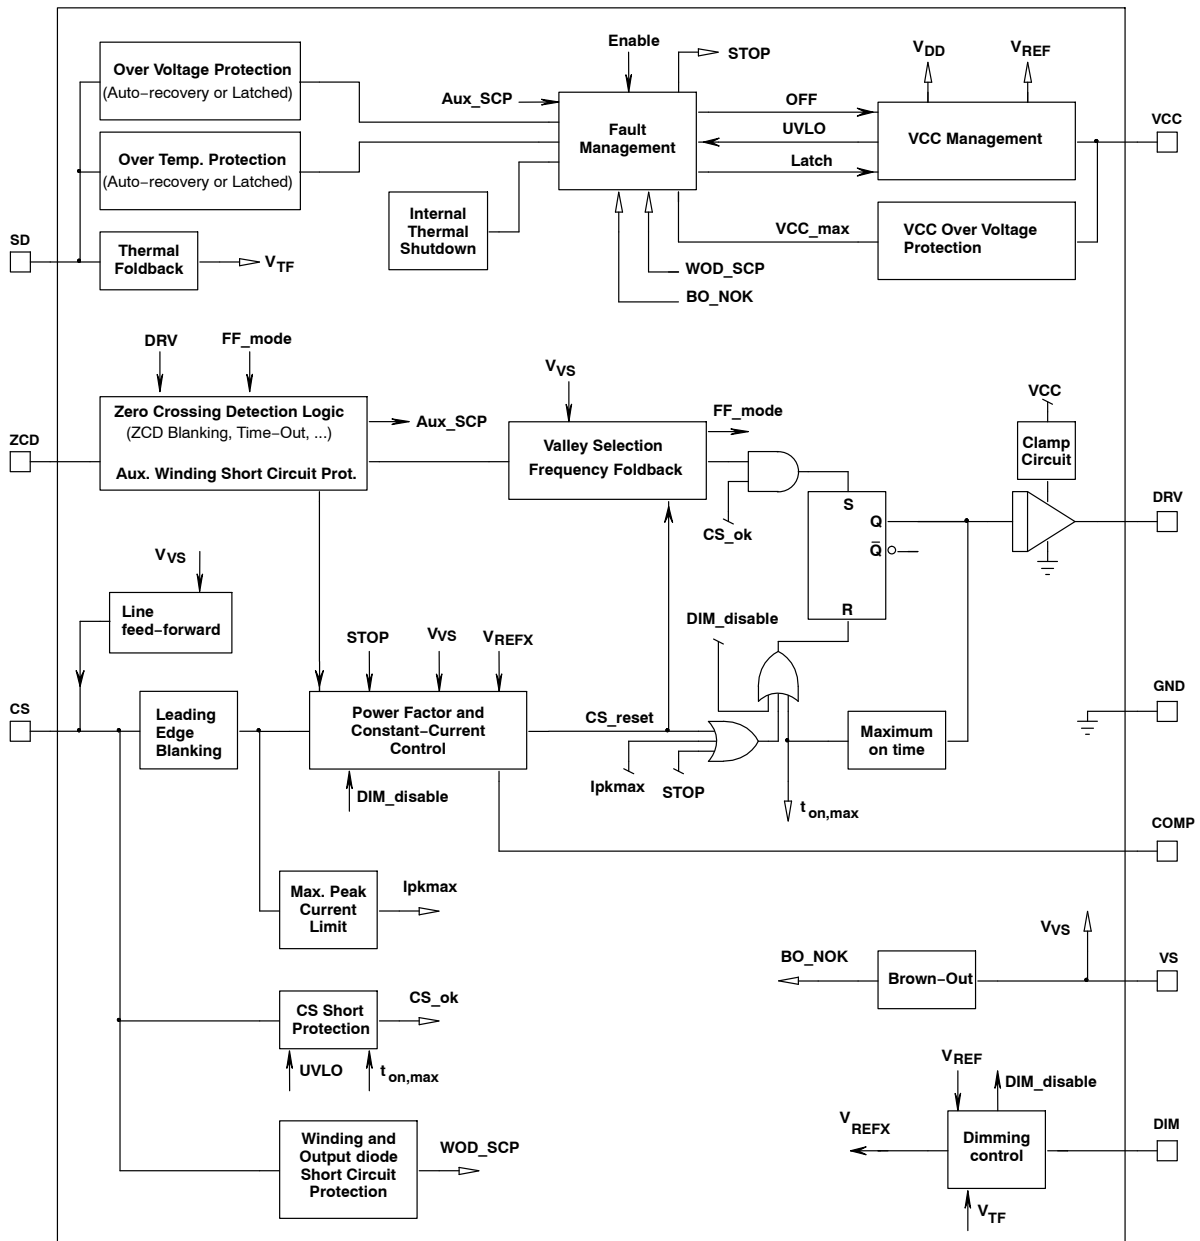 Over Voltage Protection
(Auto-recovery or Latched)
Over Temp. Protection
(Auto-recovery or Latched)
SD
Thermal
Foldback
VTF
Internal
Thermal
Shutdown
Enable
STOP
Aux_SCP
Fault
Management
OFF
UVLO
Latch
VDD
VREF
VCC Management
VCC
VCC_max
VCC Over Voltage
Protection
WOD_SCP
BO_NOK
DRV
FF_mode
ZCD
Zero Crossing Detection Logic
(ZCD Blanking, Time-Out, ...)
Aux. Winding Short Circuit Prot.
Aux_SCP
VVS
Valley Selection
Frequency Foldback
FF_mode
CS_ok
S
Q
Q̅
R
VCC
Clamp
Circuit
DRV
VVS
Line
feed-forward
CS
Leading
Edge
Blanking
STOP
VVS
VREFX
Power Factor and
Constant-Current
Control
DIM_disable
CS_reset
DIM_disable
Ipkmax
STOP
Maximum
on time
ton,max
GND
COMP
Max. Peak
Current
Limit
Ipkmax
CS Short
Protection
CS_ok
UVLO
ton,max
Winding and
Output diode
Short Circuit
Protection
WOD_SCP
BO_NOK
Brown-Out
VVS
VS
VREF
DIM_disable
VREFX
Dimming
control
DIM
VTF